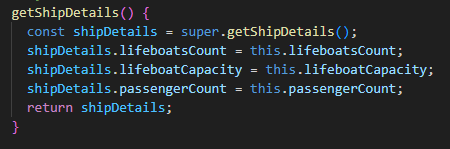 getShipDetails() {
const shipDetails = super.getShipDetails();
shipDetails.lifeboatsCount = this.lifeboatsCount;
shipDetails.lifeboatCapacity = this.lifeboatCapacity;
shipDetails.passengerCount = this.passengerCount;
return shipDetails;
}